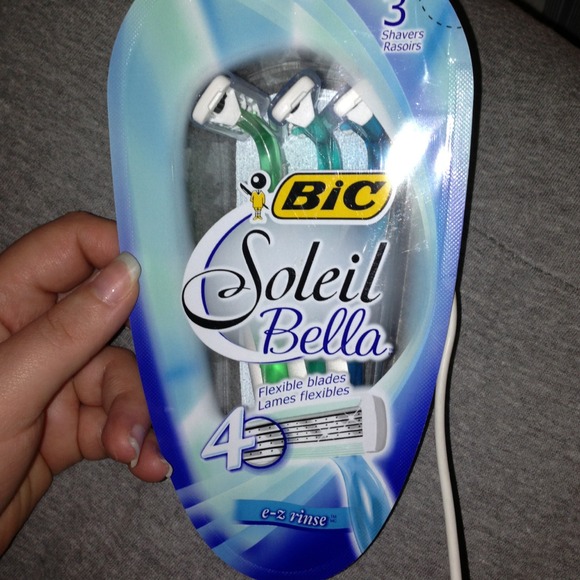 3
Shavers
Rasoirs
BiC
Soleil
Bella
Flexible blades
Lames flexibles
4
e-z rinse